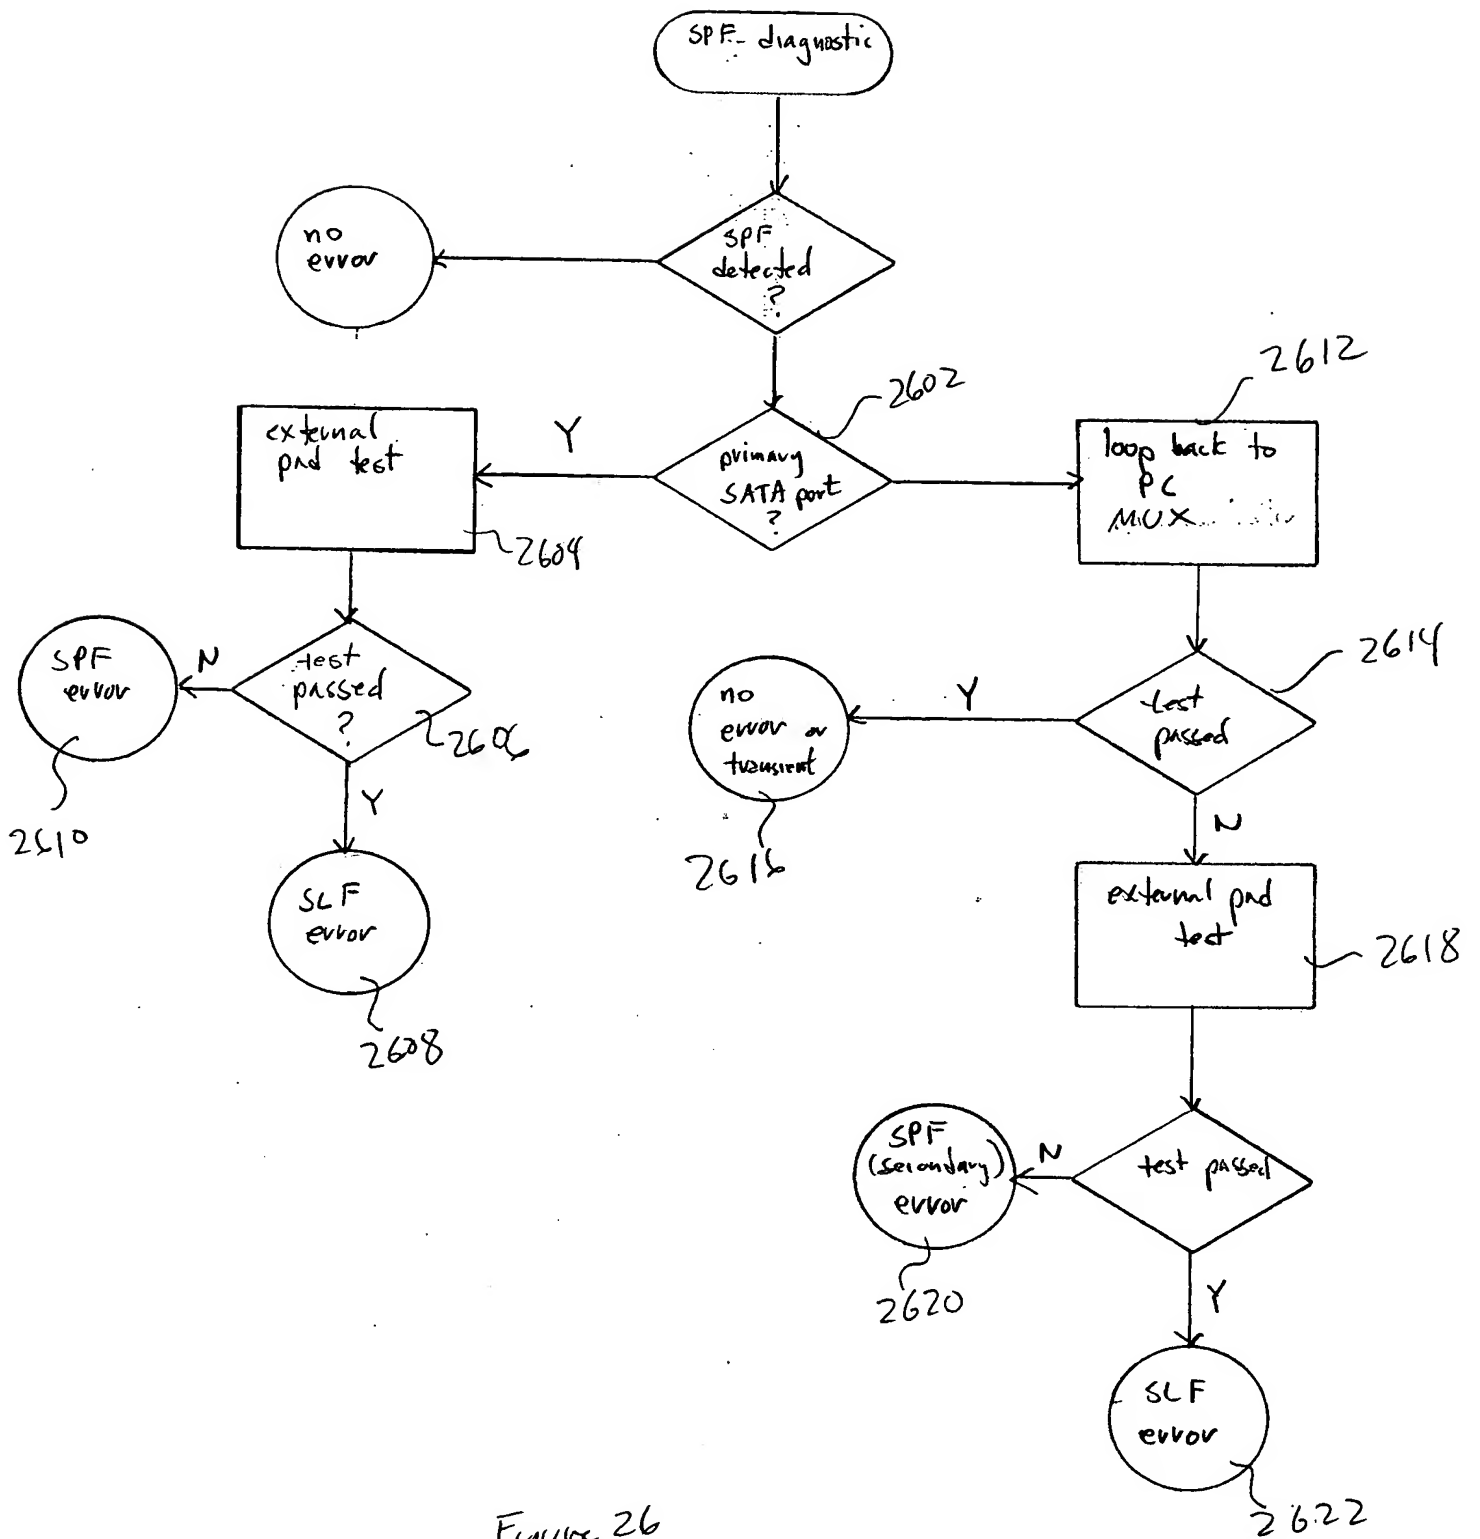 SPF_ diagnostic
no
error
SPF
detected
?
2602
2612
external
pad test
Y
primary
SATA port
?
loop back to
PC
MUX
2604
SPF
error
N
test
passed
?
2606
2614
no
error or
transient
Y
test
passed
2610
Y
2616
N
SLF
error
external pad
test
2618
2608
SPF
(secondary)
error
N
test passed
2620
Y
SLF
error
2622
Figure 26